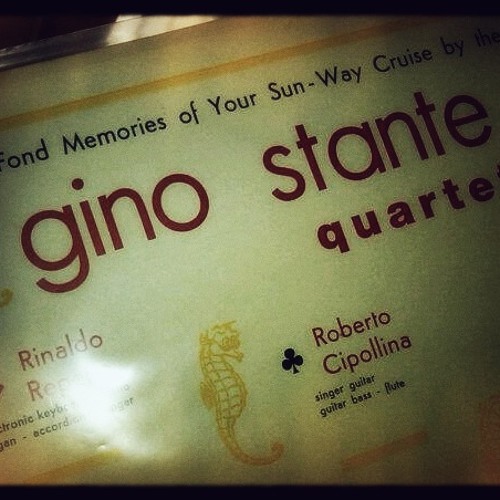 Fond Memories of Your Sun-Way Cruise by the
gino stante
quartet
Rinaldo
Roberto
Cipollina
singer guitar
guitar bass - flute